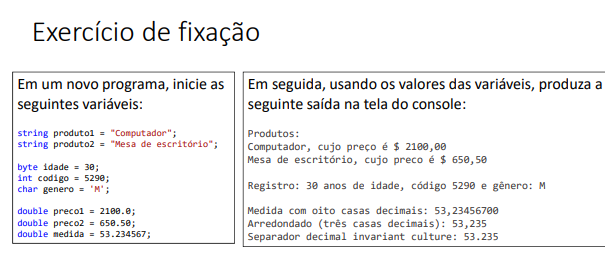 Exercício de fixação
Em um novo programa, inicie as
seguintes variáveis:
string produto1 = "Computador";
string produto2 = "Mesa de escritório";
byte idade = 30;
int codigo = 5290;
char genero = 'M';
double preco1 = 2100.0;
double preco2 = 650.50;
double medida = 53.234567;
Em seguida, usando os valores das variáveis, produza a
seguinte saída na tela do console:
Produtos:
Computador, cujo preço é $ 2100,00
Mesa de escritório, cujo preco é $ 650,50
Registro: 30 anos de idade, código 5290 e gênero: M
Medida com oito casas decimais: 53,23456700
Arredondado (três casas decimais): 53,235
Separador decimal invariant culture: 53.235